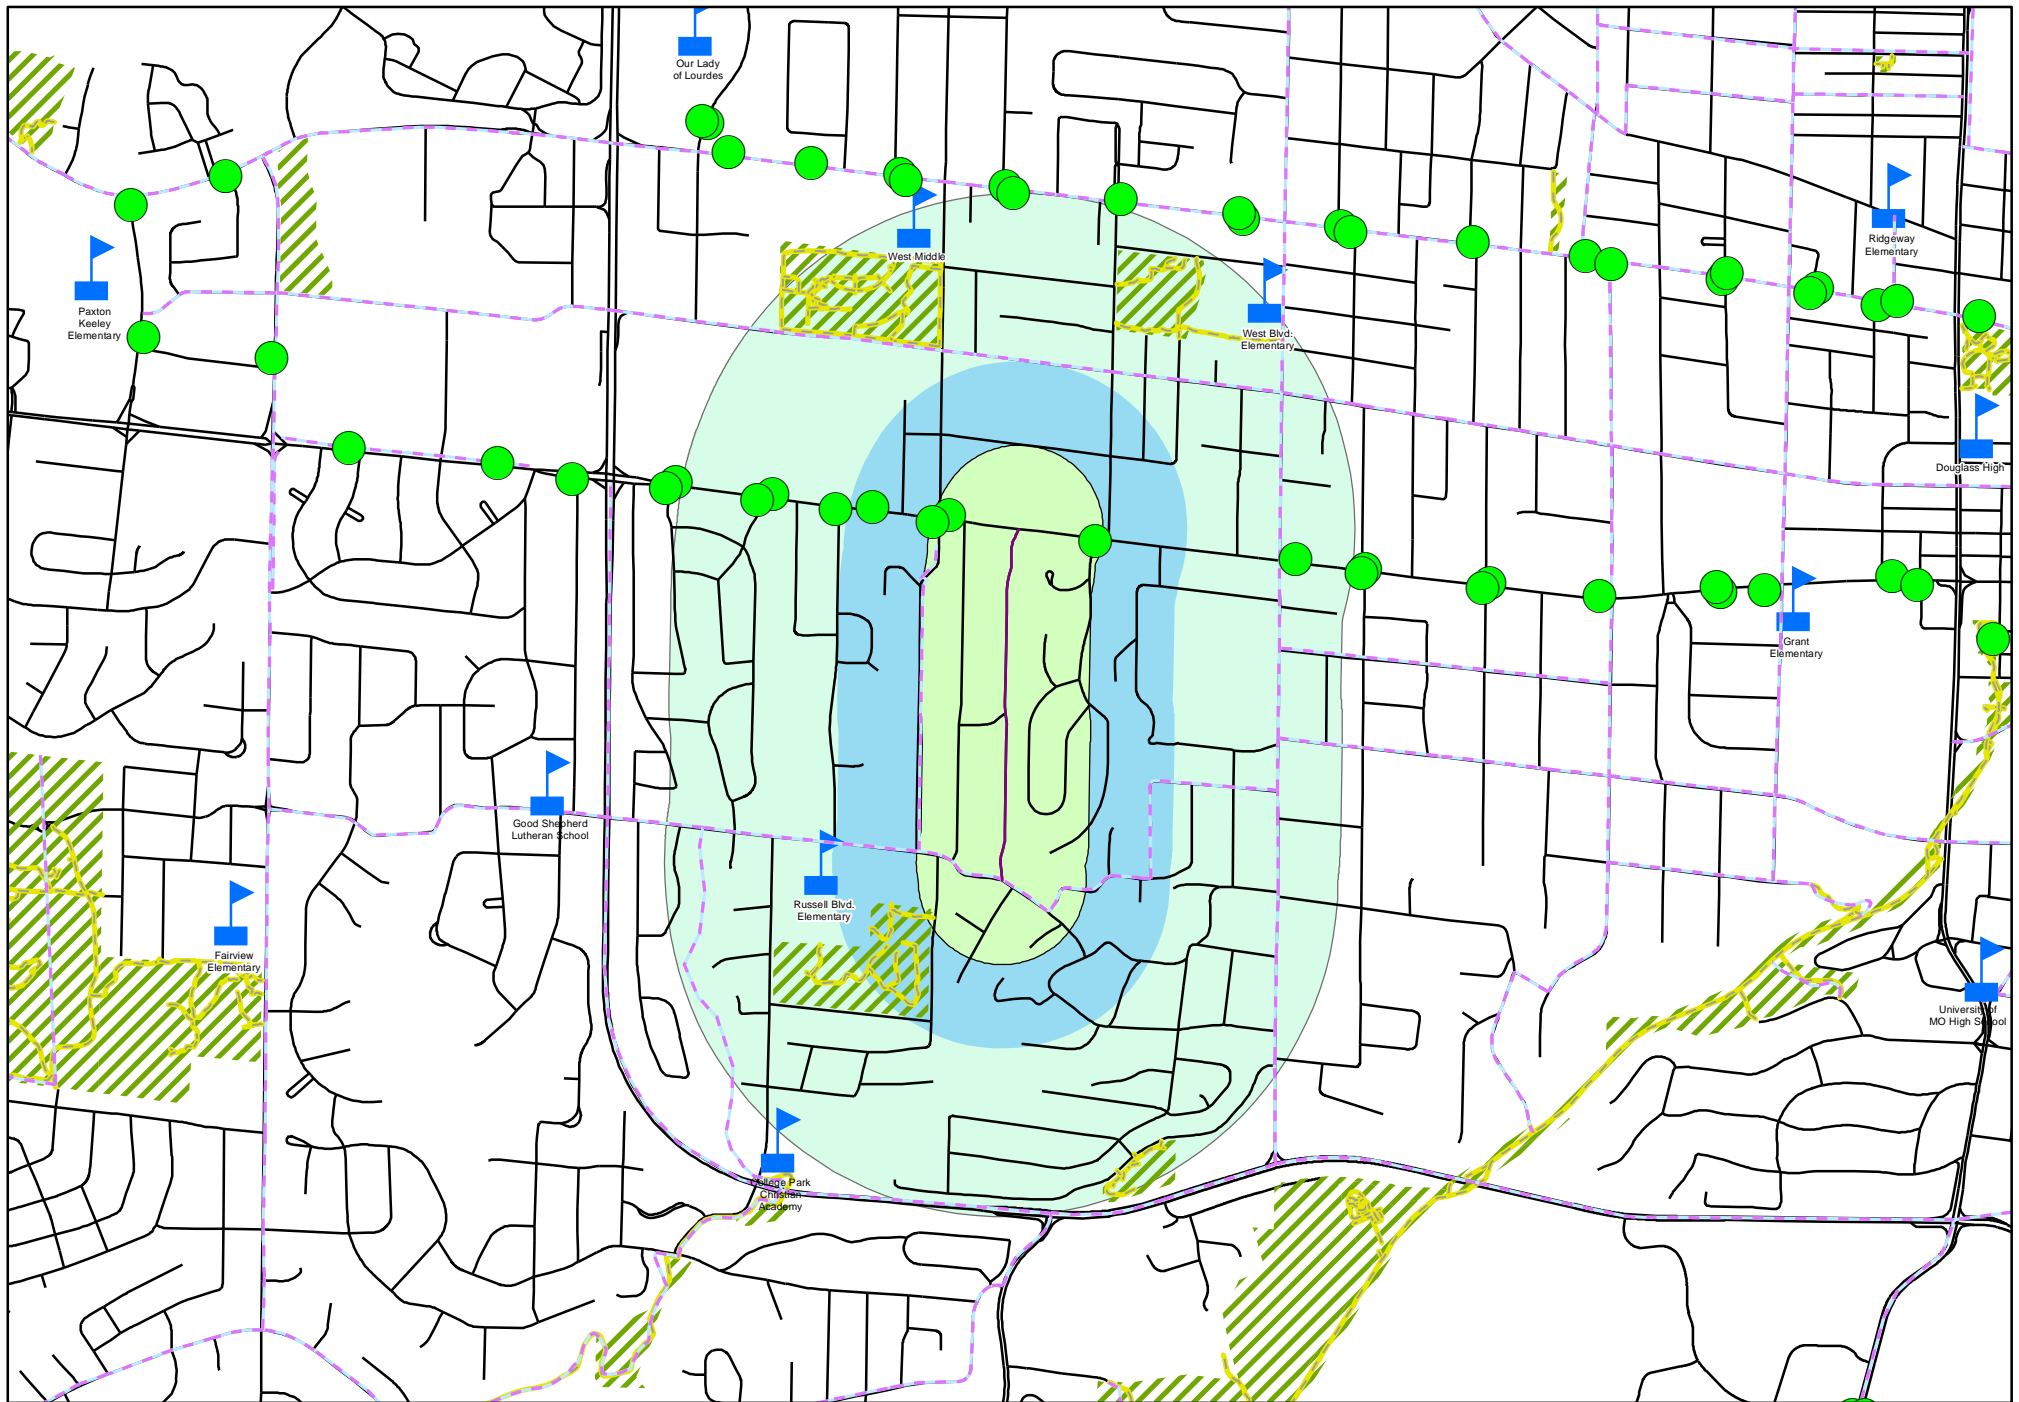 Our Lady
of Lourdes
West Middle
Ridgeway
Elementary
Paxton
Keeley
Elementary
West Blvd.
Elementary
Douglass High
Grant
Elementary
Good Shepherd
Lutheran School
Russell Blvd.
Elementary
Fairview
Elementary
University of
MO High School
College Park
Christian
Academy